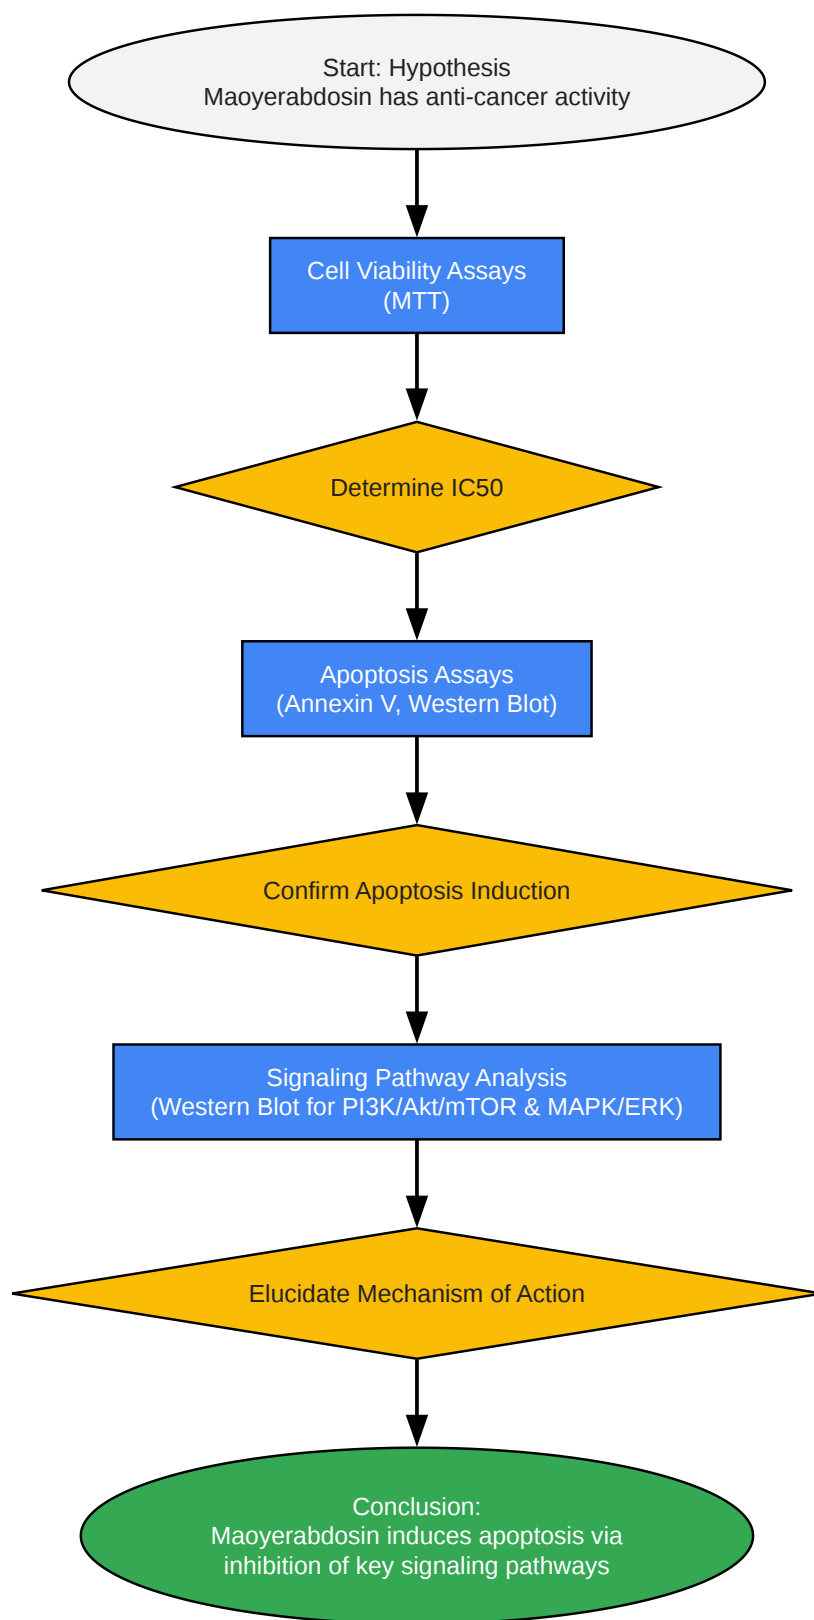 Start: Hypothesis
Maoyerabdosin has anti-cancer activity
Cell Viability Assays
(MTT)
Determine IC50
Apoptosis Assays
(Annexin V, Western Blot)
Confirm Apoptosis Induction
Signaling Pathway Analysis
(Western Blot for PI3K/Akt/mTOR & MAPK/ERK)
Elucidate Mechanism of Action
Conclusion:
Maoyerabdosin induces apoptosis via
inhibition of key signaling pathways